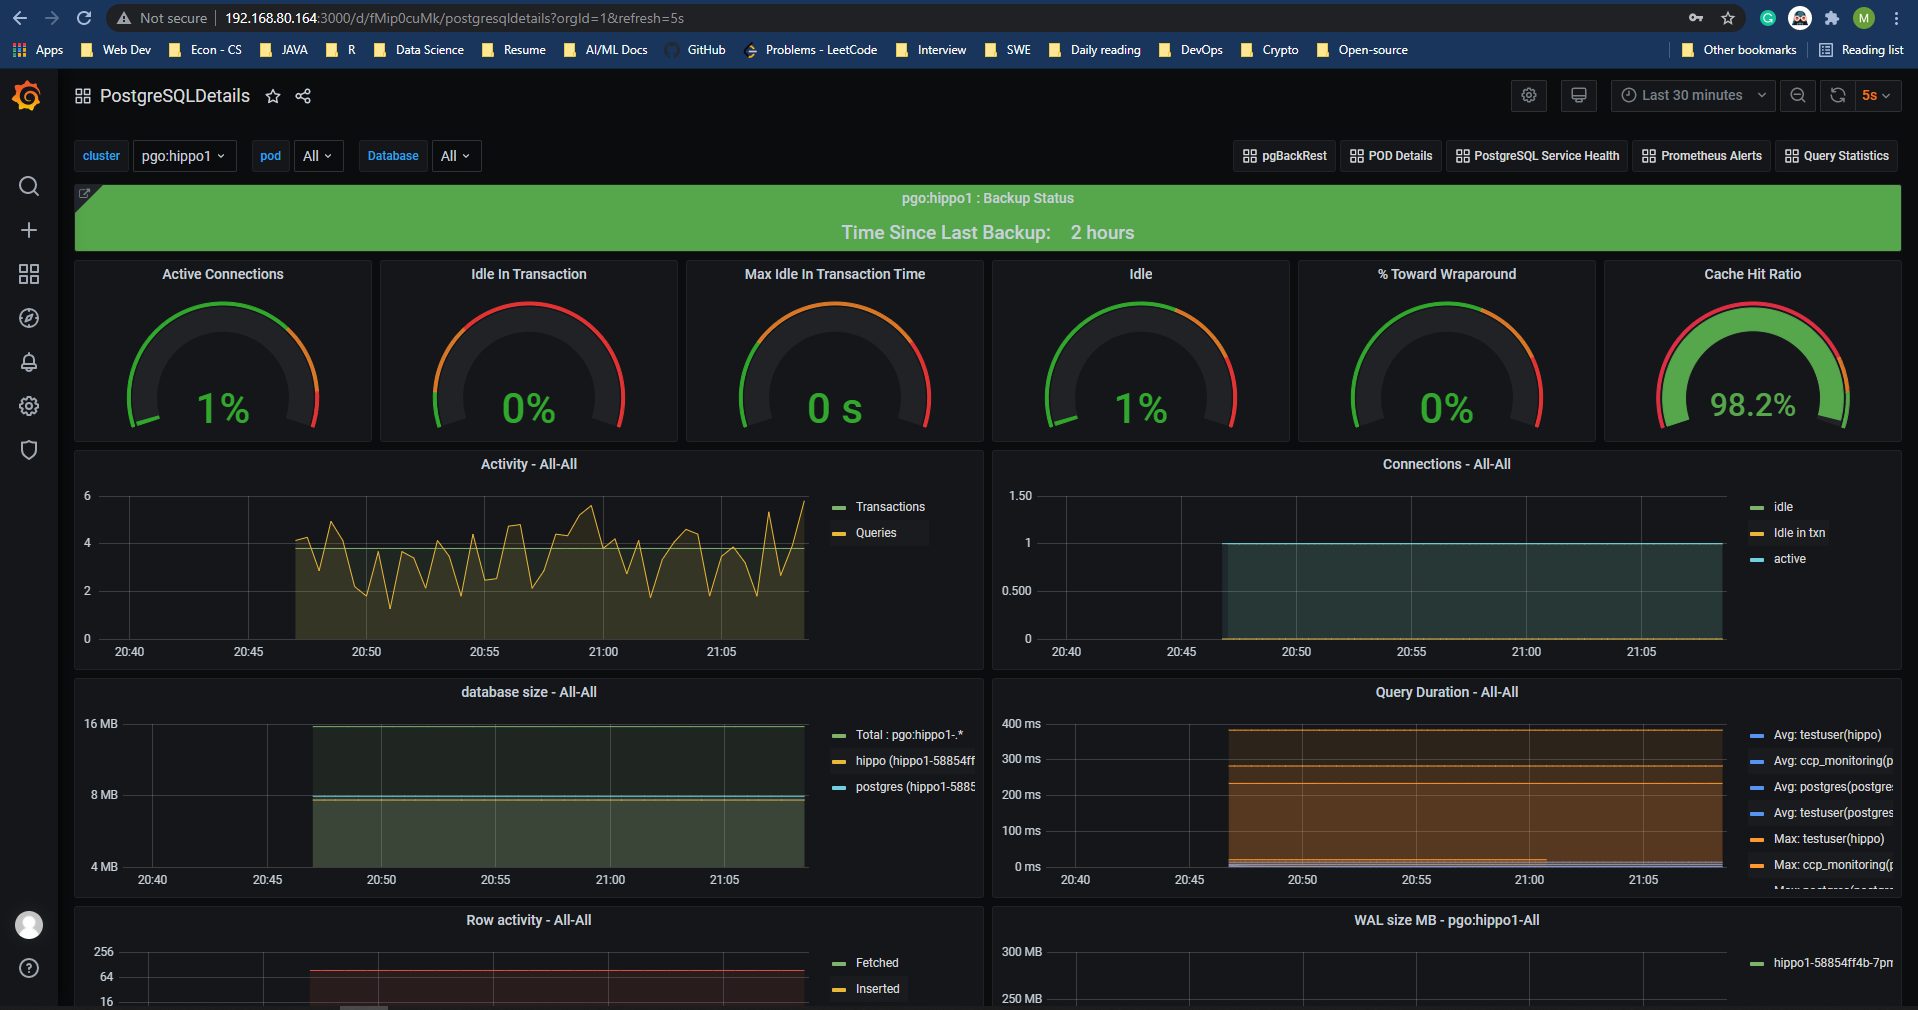 Not secure | 192.168.80.164:3000/d/fMip0cuMk/postgresqldetails?orgId=1&refresh=5s
M
Apps Web Dev Econ - CS JAVA R Data Science Resume AI/ML Docs GitHub Problems - LeetCode Interview SWE Daily reading DevOps Crypto Open-source Other bookmarks Reading list
PostgreSQLDetails Last 30 minutes 5s
cluster pgo:hippo1 pod All Database All pgBackRest POD Details PostgreSQL Service Health Prometheus Alerts Query Statistics
pgo:hippo1 : Backup Status
Time Since Last Backup: 2 hours
Active Connections Idle In Transaction Max Idle In Transaction Time Idle % Toward Wraparound Cache Hit Ratio
1% 0% 0 s 1% 0% 98.2%
Activity - All-All
6
4
2
0
20:40 20:45 20:50 20:55 21:00 21:05
Transactions
Queries
Connections - All-All
1.50
1
0.500
0
20:40 20:45 20:50 20:55 21:00 21:05
idle
Idle in txn
active
database size - All-All
16 MB
8 MB
4 MB
20:40 20:45 20:50 20:55 21:00 21:05
Total : pgo:hippo1-.*
hippo (hippo1-58854ff
postgres (hippo1-5885
Query Duration - All-All
400 ms
300 ms
200 ms
100 ms
0 ms
20:40 20:45 20:50 20:55 21:00 21:05
Avg: testuser(hippo)
Avg: ccp_monitoring(p
Avg: postgres(postgres
Avg: testuser(postgres
Max: testuser(hippo)
Max: ccp_monitoring(p
Row activity - All-All
256
64
16
Fetched
Inserted
WAL size MB - pgo:hippo1-All
300 MB
250 MB
hippo1-58854ff4b-7pm